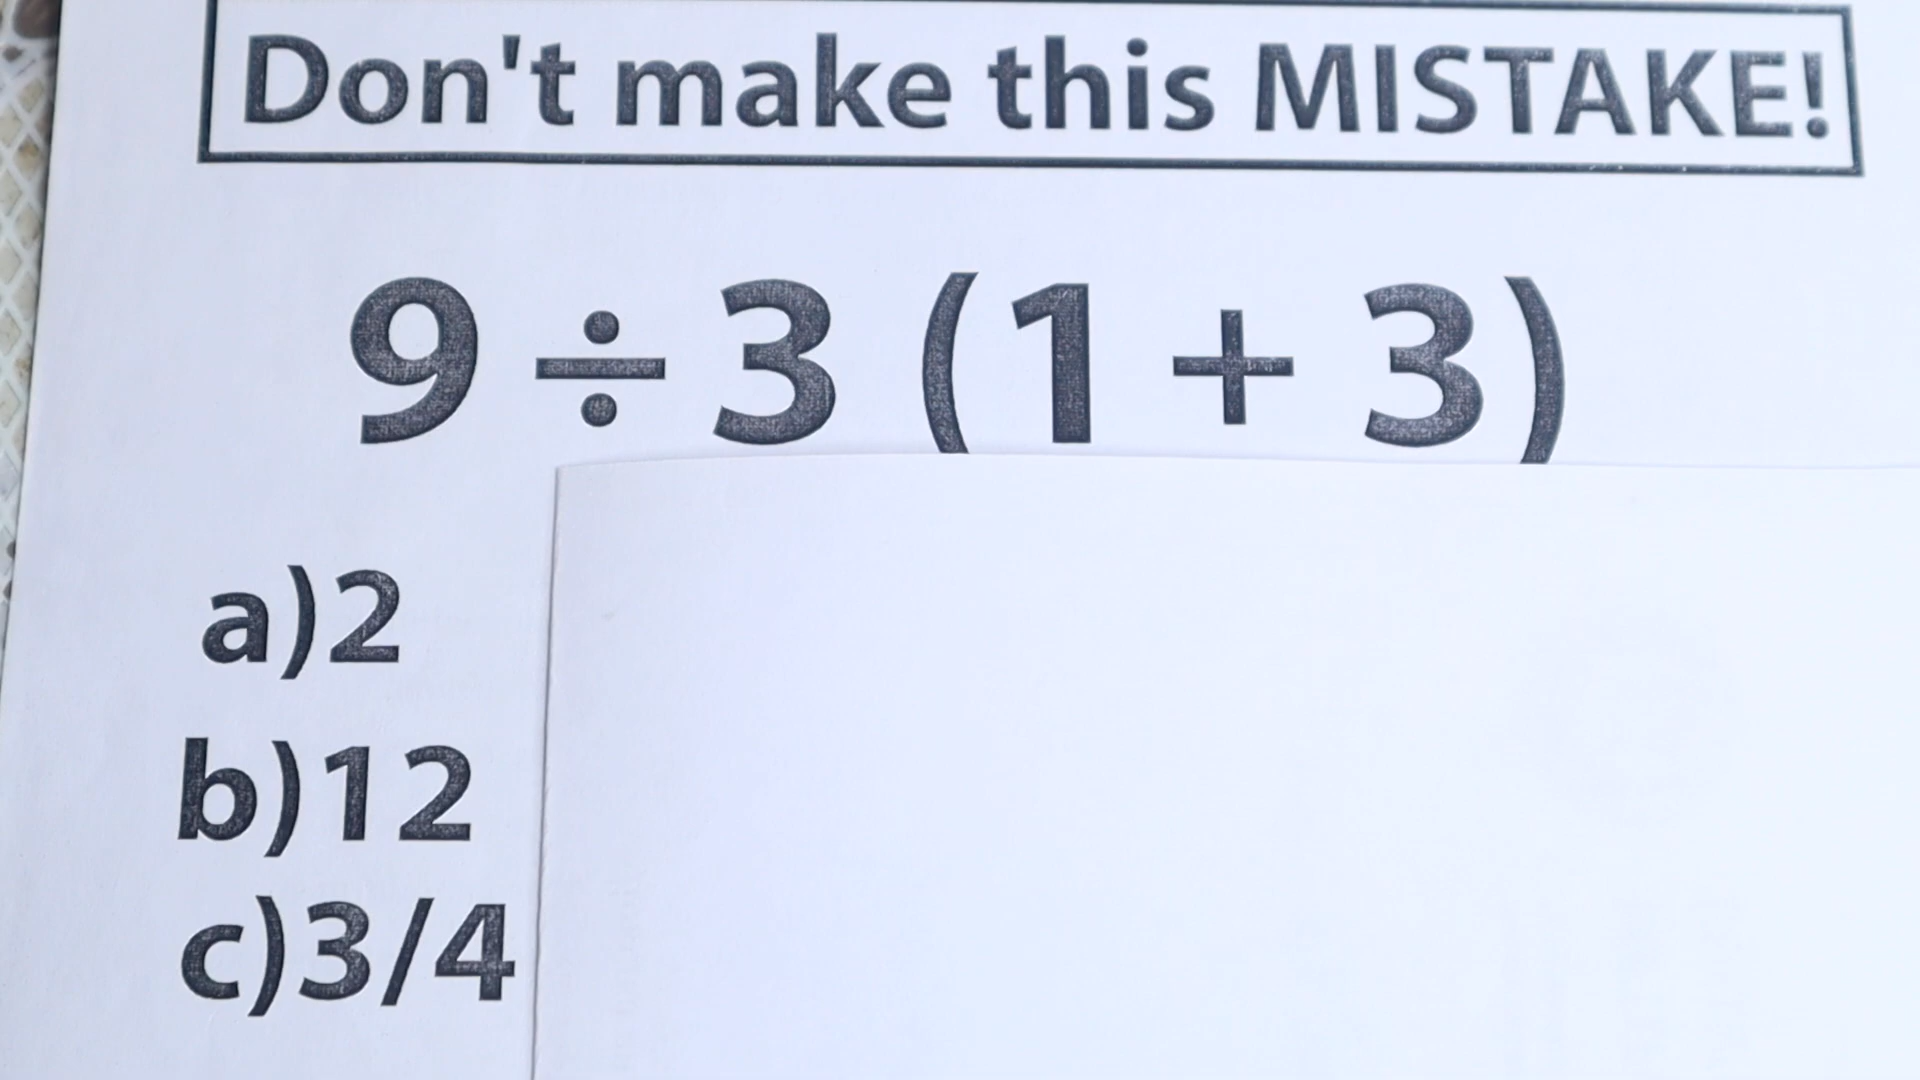 Don't make this MISTAKE!
9 ÷ 3 (1 + 3)
a)2
b)12
c)3/4